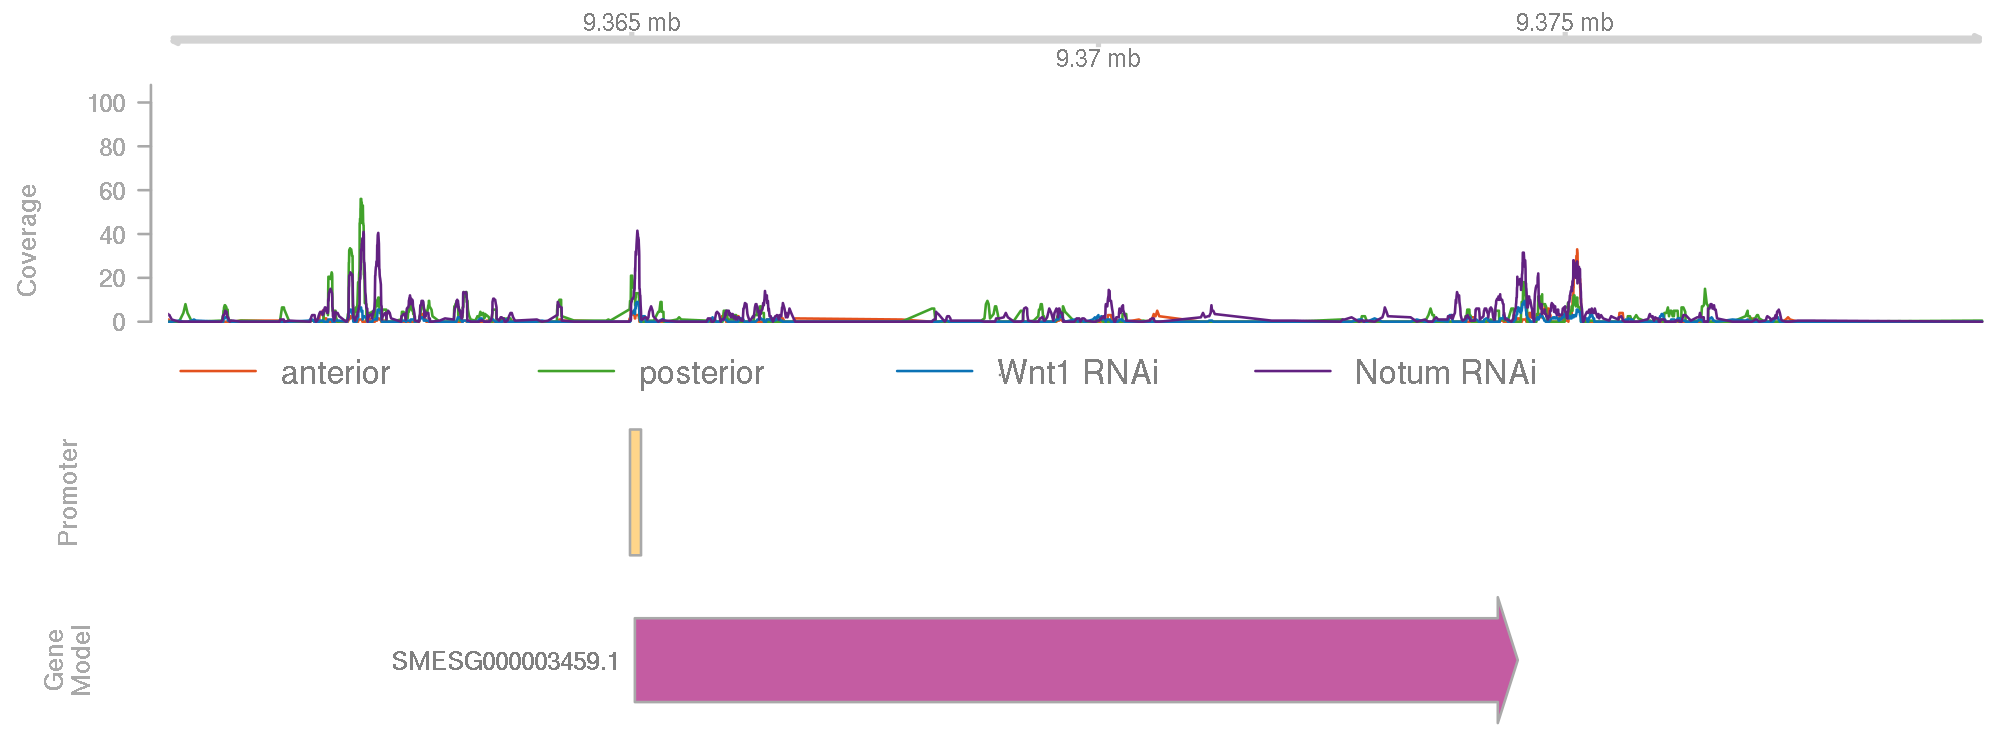 9.365 mb
9.375 mb
9.37 mb
100
80
60
40
20
0
Coverage
anterior
posterior
Wnt1 RNAi
Notum RNAi
Promoter
Gene
Model
SMESG000003459.1